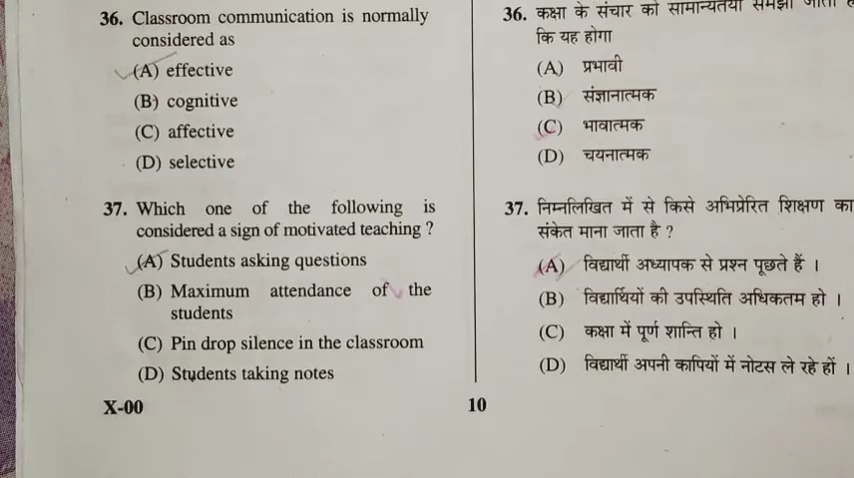 36. Classroom communication is normally
considered as
(A) effective
(B) cognitive
(C) affective
(D) selective
37. Which one of the following is
considered a sign of motivated teaching ?
(A) Students asking questions
(B) Maximum attendance of the
students
(C) Pin drop silence in the classroom
(D) Students taking notes
X-00
10
36. कक्षा के संचार को सामान्यतया समझा जाता
कि यह होगा
(A) प्रभावी
(B) संज्ञानात्मक
(C) भावात्मक
(D) चयनात्मक
37. निम्नलिखित में से किसे अभिप्रेरित शिक्षण का
संकेत माना जाता है ?
(A) विद्यार्थी अध्यापक से प्रश्न पूछते हैं ।
(B) विद्यार्थियों की उपस्थिति अधिकतम हो ।
(C) कक्षा में पूर्ण शान्ति हो ।
(D) विद्यार्थी अपनी कापियों में नोटस ले रहे हों ।